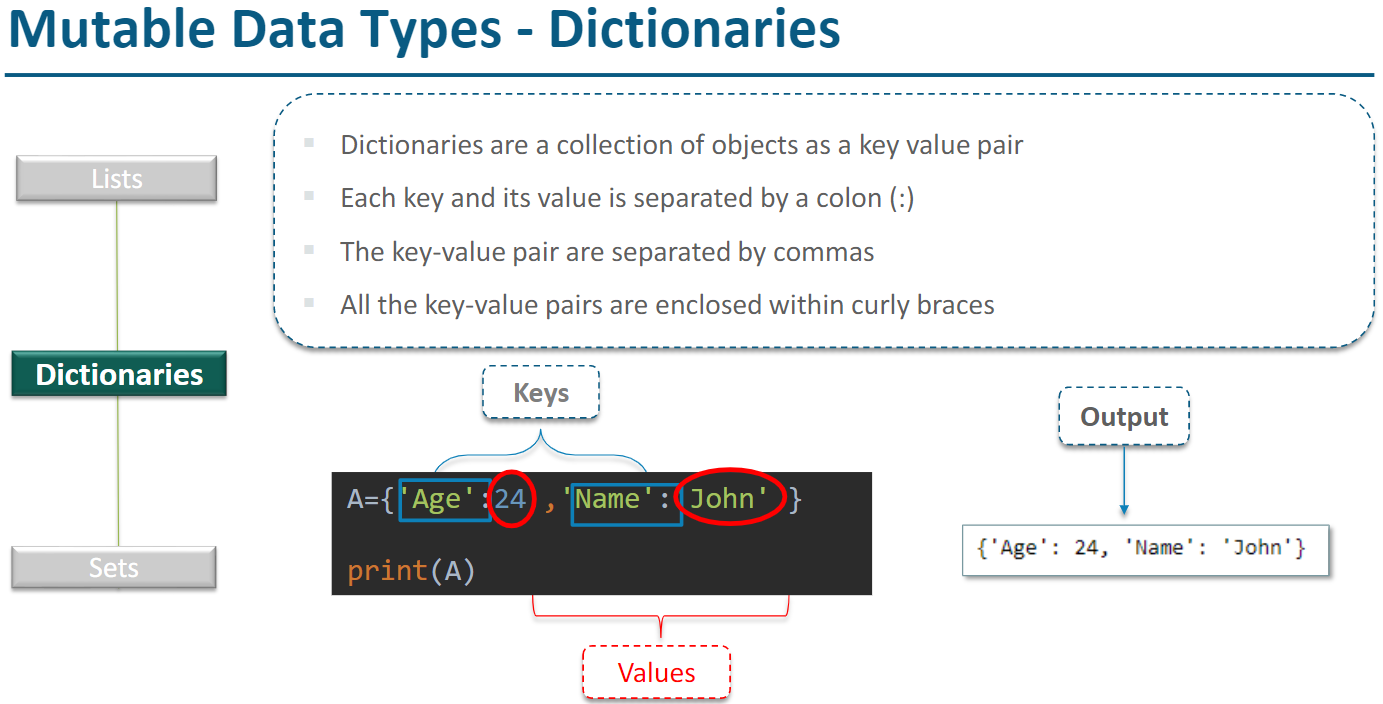 Mutable Data Types - Dictionaries
Dictionaries are a collection of objects as a key value pair
Each key and its value is separated by a colon (:)
The key-value pair are separated by commas
All the key-value pairs are enclosed within curly braces
Lists
Dictionaries
Sets
Keys
A={'Age':24 ,'Name':'John' }
print(A)
Values
Output
{'Age': 24, 'Name': 'John'}